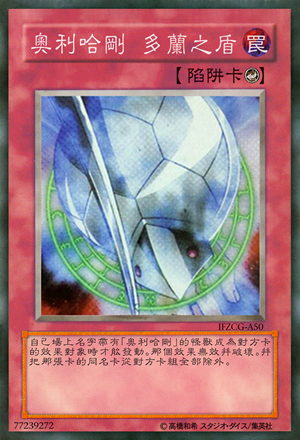 奧利哈剛 多蘭之盾 罠
【陷阱卡】
IFZCG-A50
自己場上名字帶有「奧利哈剛」的怪獸成為對方卡
的效果對象時才能發動。那個效果無效并破壞。并
把那張卡的同名卡從對方卡組全部除外。
77239272
©高橋和希 スタジオ・ダイス/集英社